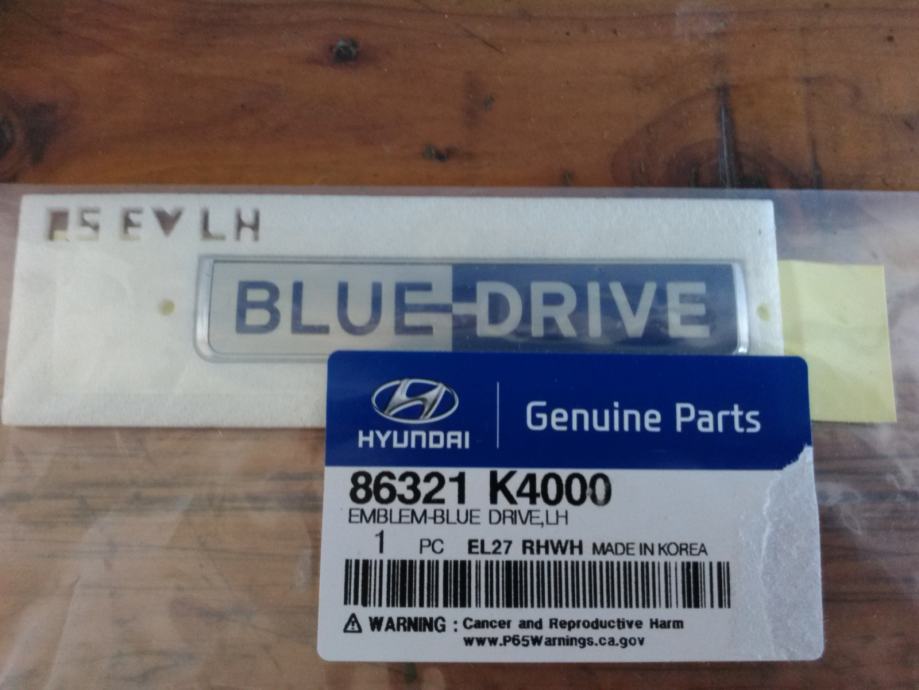 EV LH
BLUE-DRIVE
HYUNDAI
Genuine Parts
86321 K4000
EMBLEM-BLUE DRIVE,LH
1 PC EL27 RHWH MADE IN KOREA
WARNING : Cancer and Reproductive Harm
www.P65Warnings.ca.gov